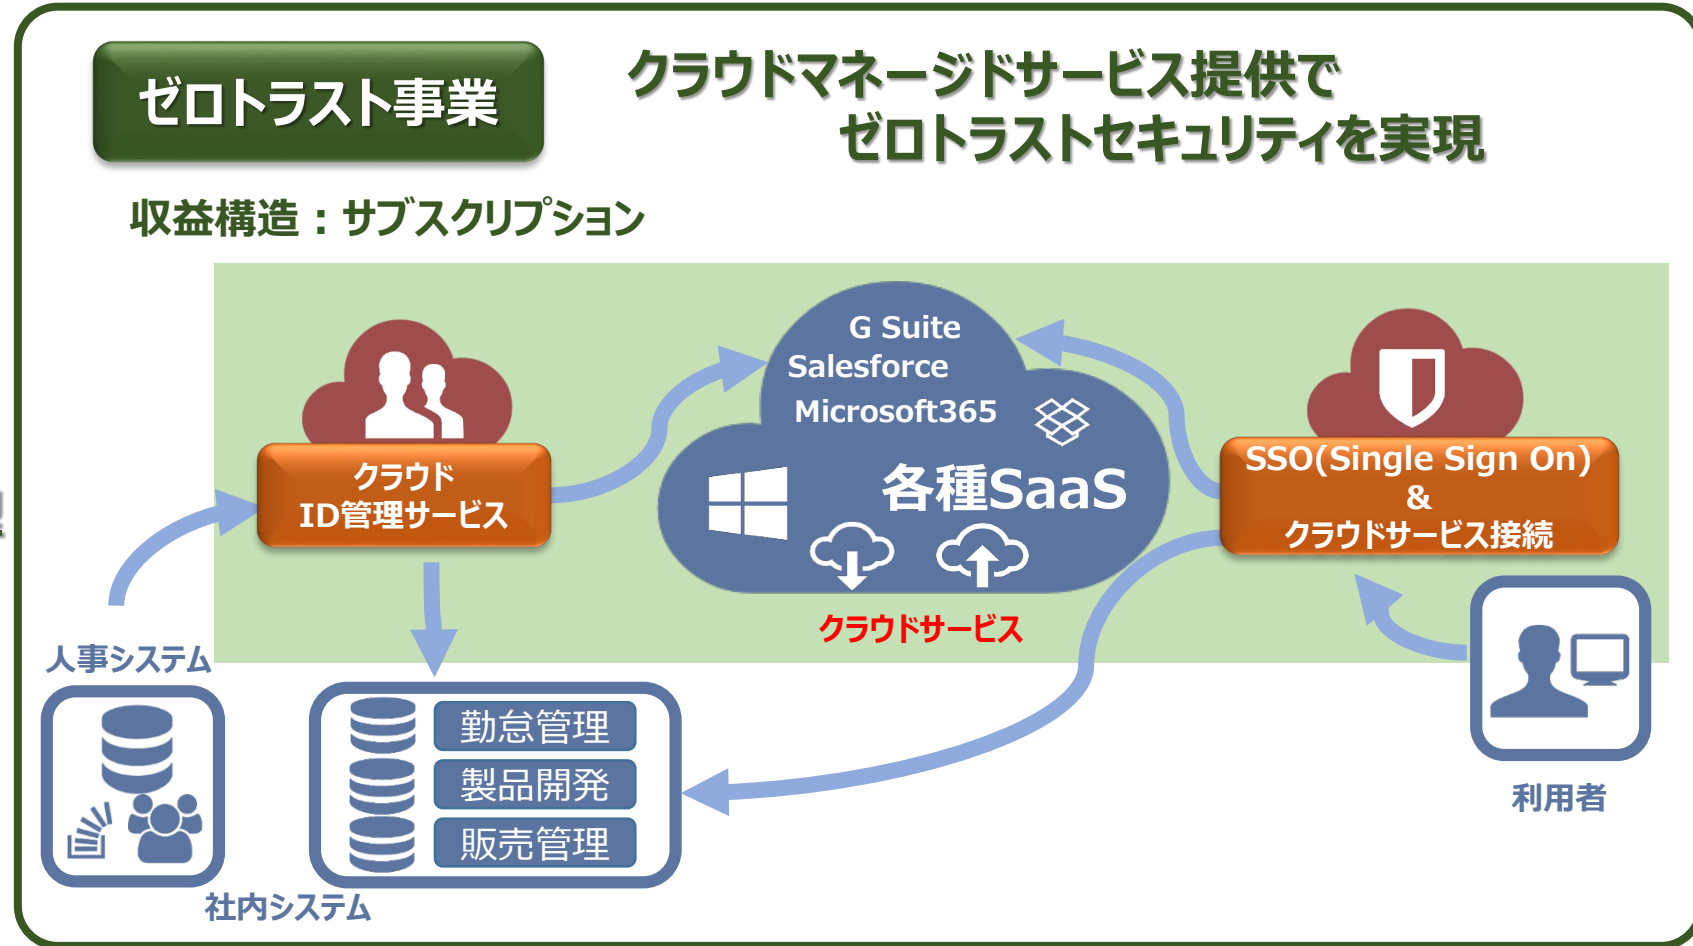 ゼロトラスト事業
クラウドマネージドサービス提供で
ゼロトラストセキュリティを実現
収益構造：サブスクリプション
G Suite
Salesforce
Microsoft365
各種SaaS
クラウドサービス
クラウド
ID管理サービス
SSO(Single Sign On)
&
クラウドサービス接続
人事システム
勤怠管理
製品開発
販売管理
社内システム
利用者